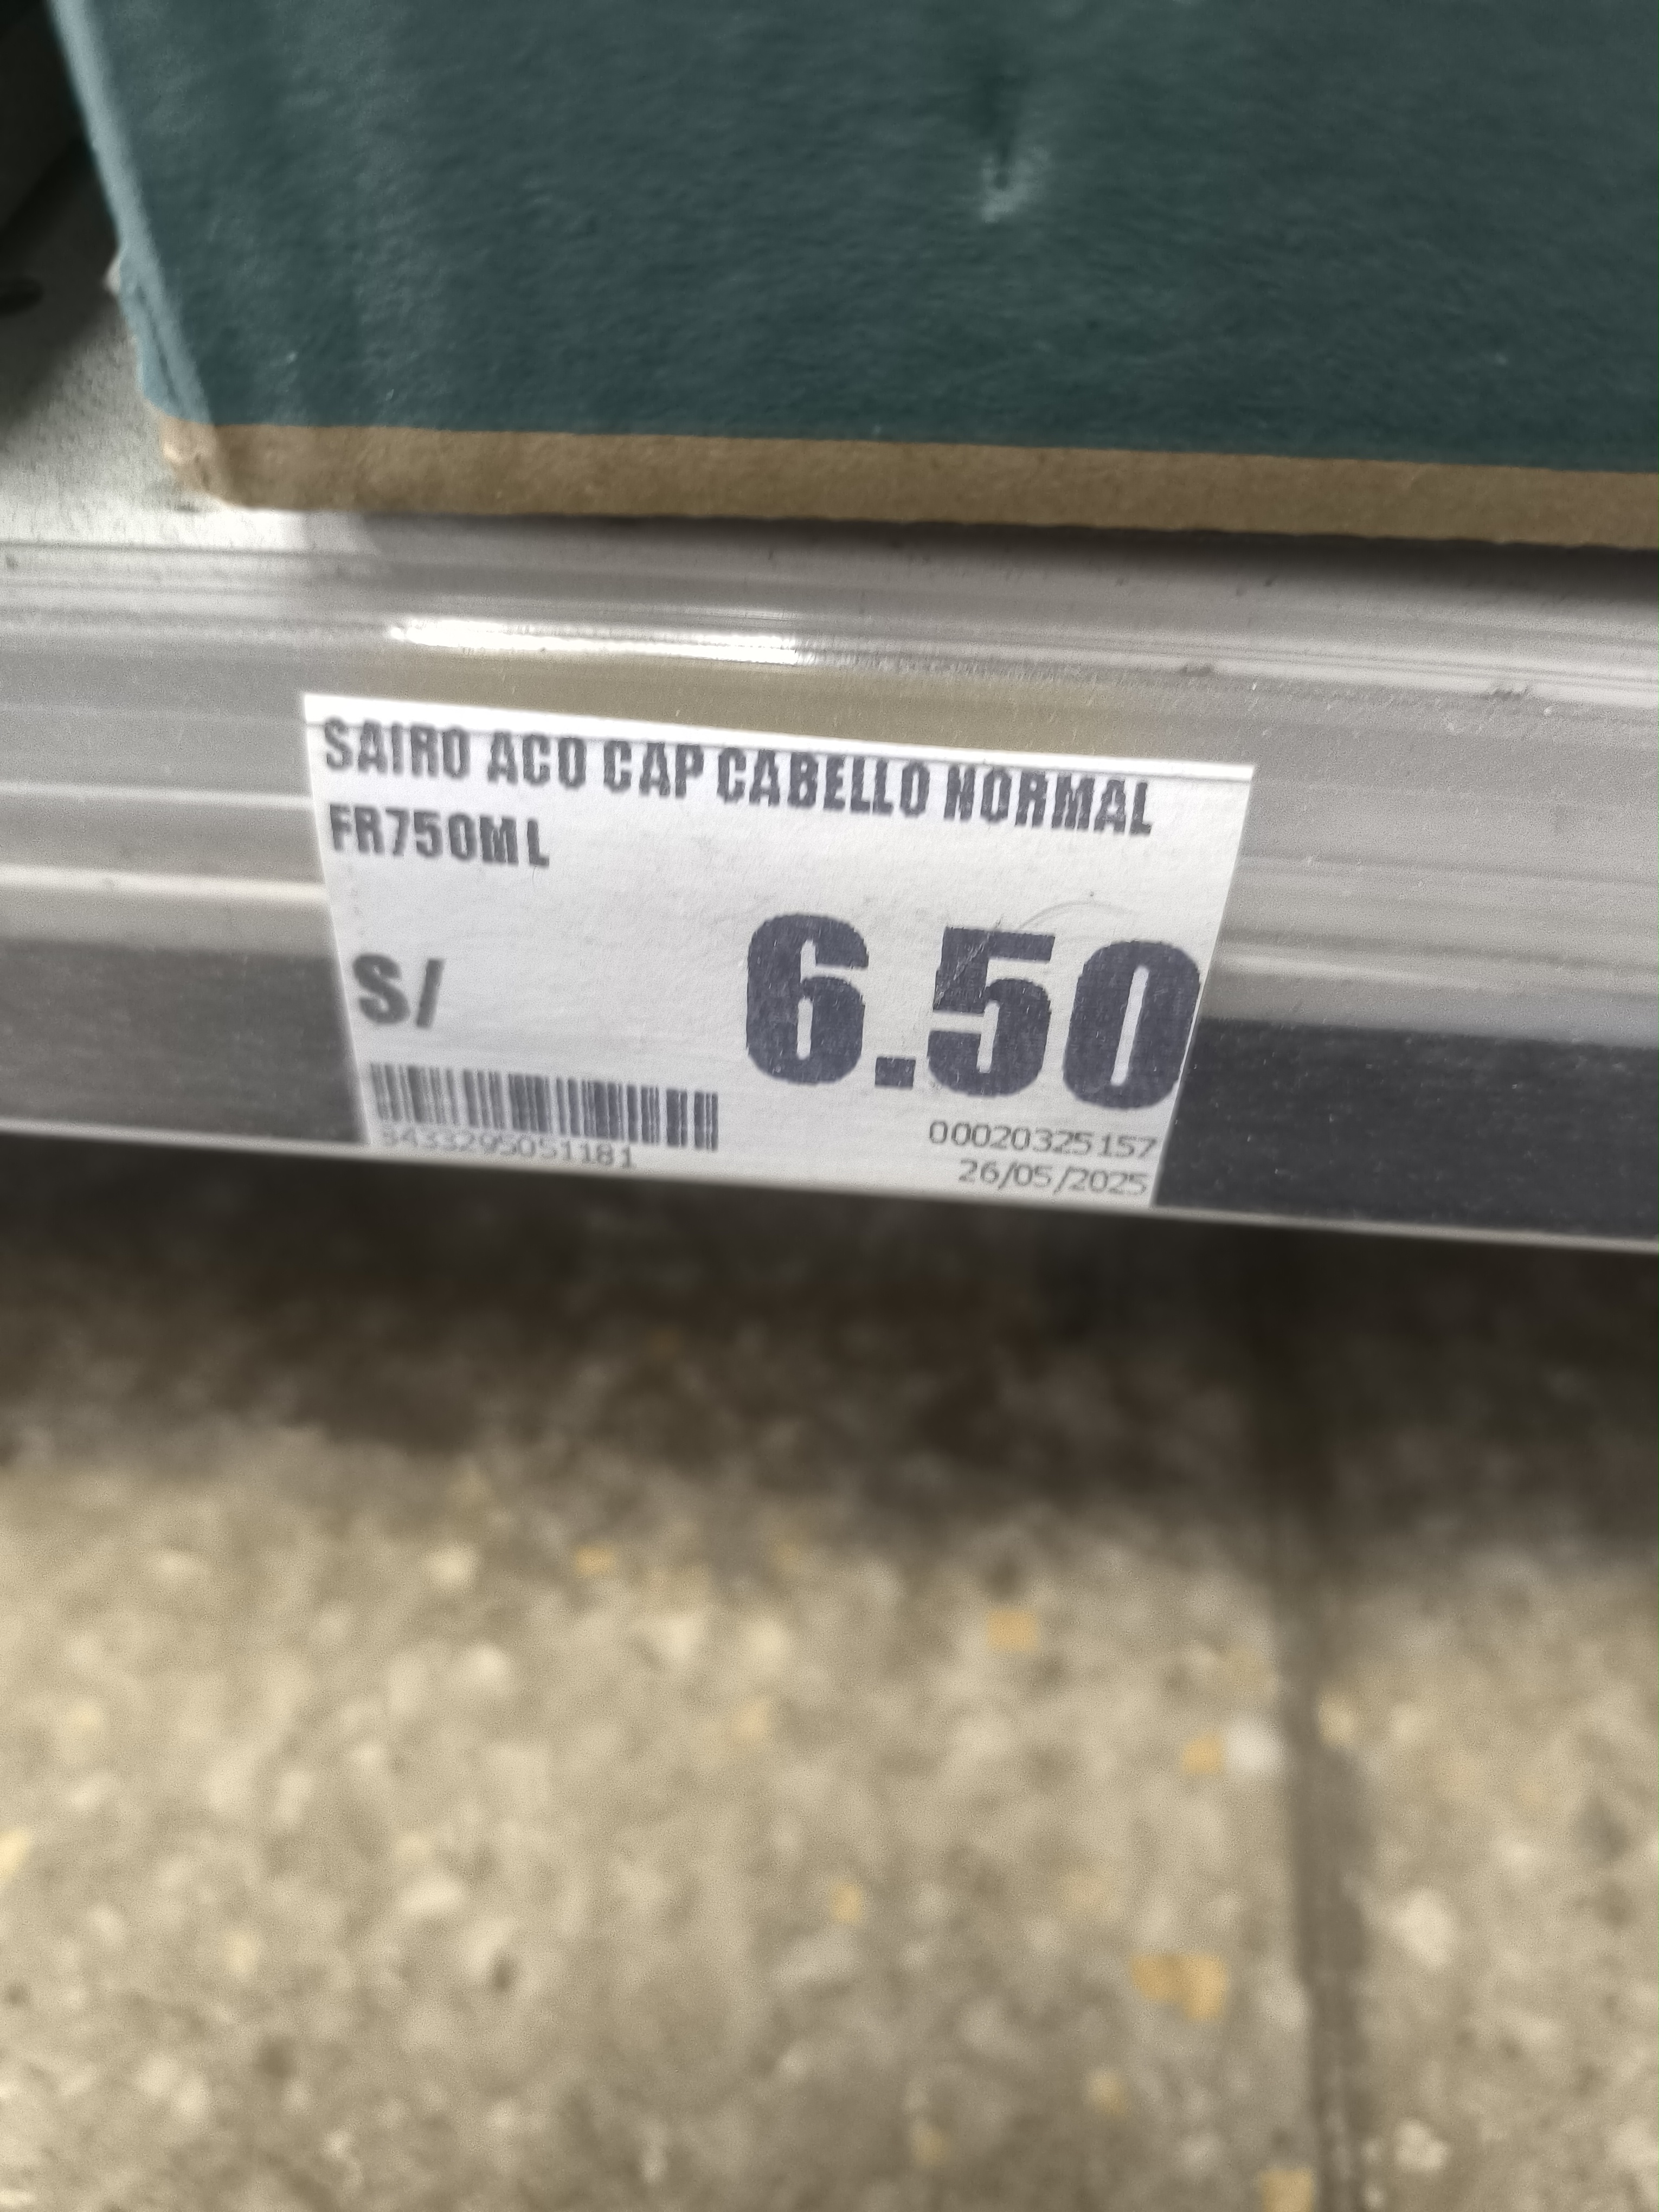 SAIRO ACO CAP CABELLO NORMAL
FR750ML
S/ 6.50
5433295051181
00020325157
26/05/2025